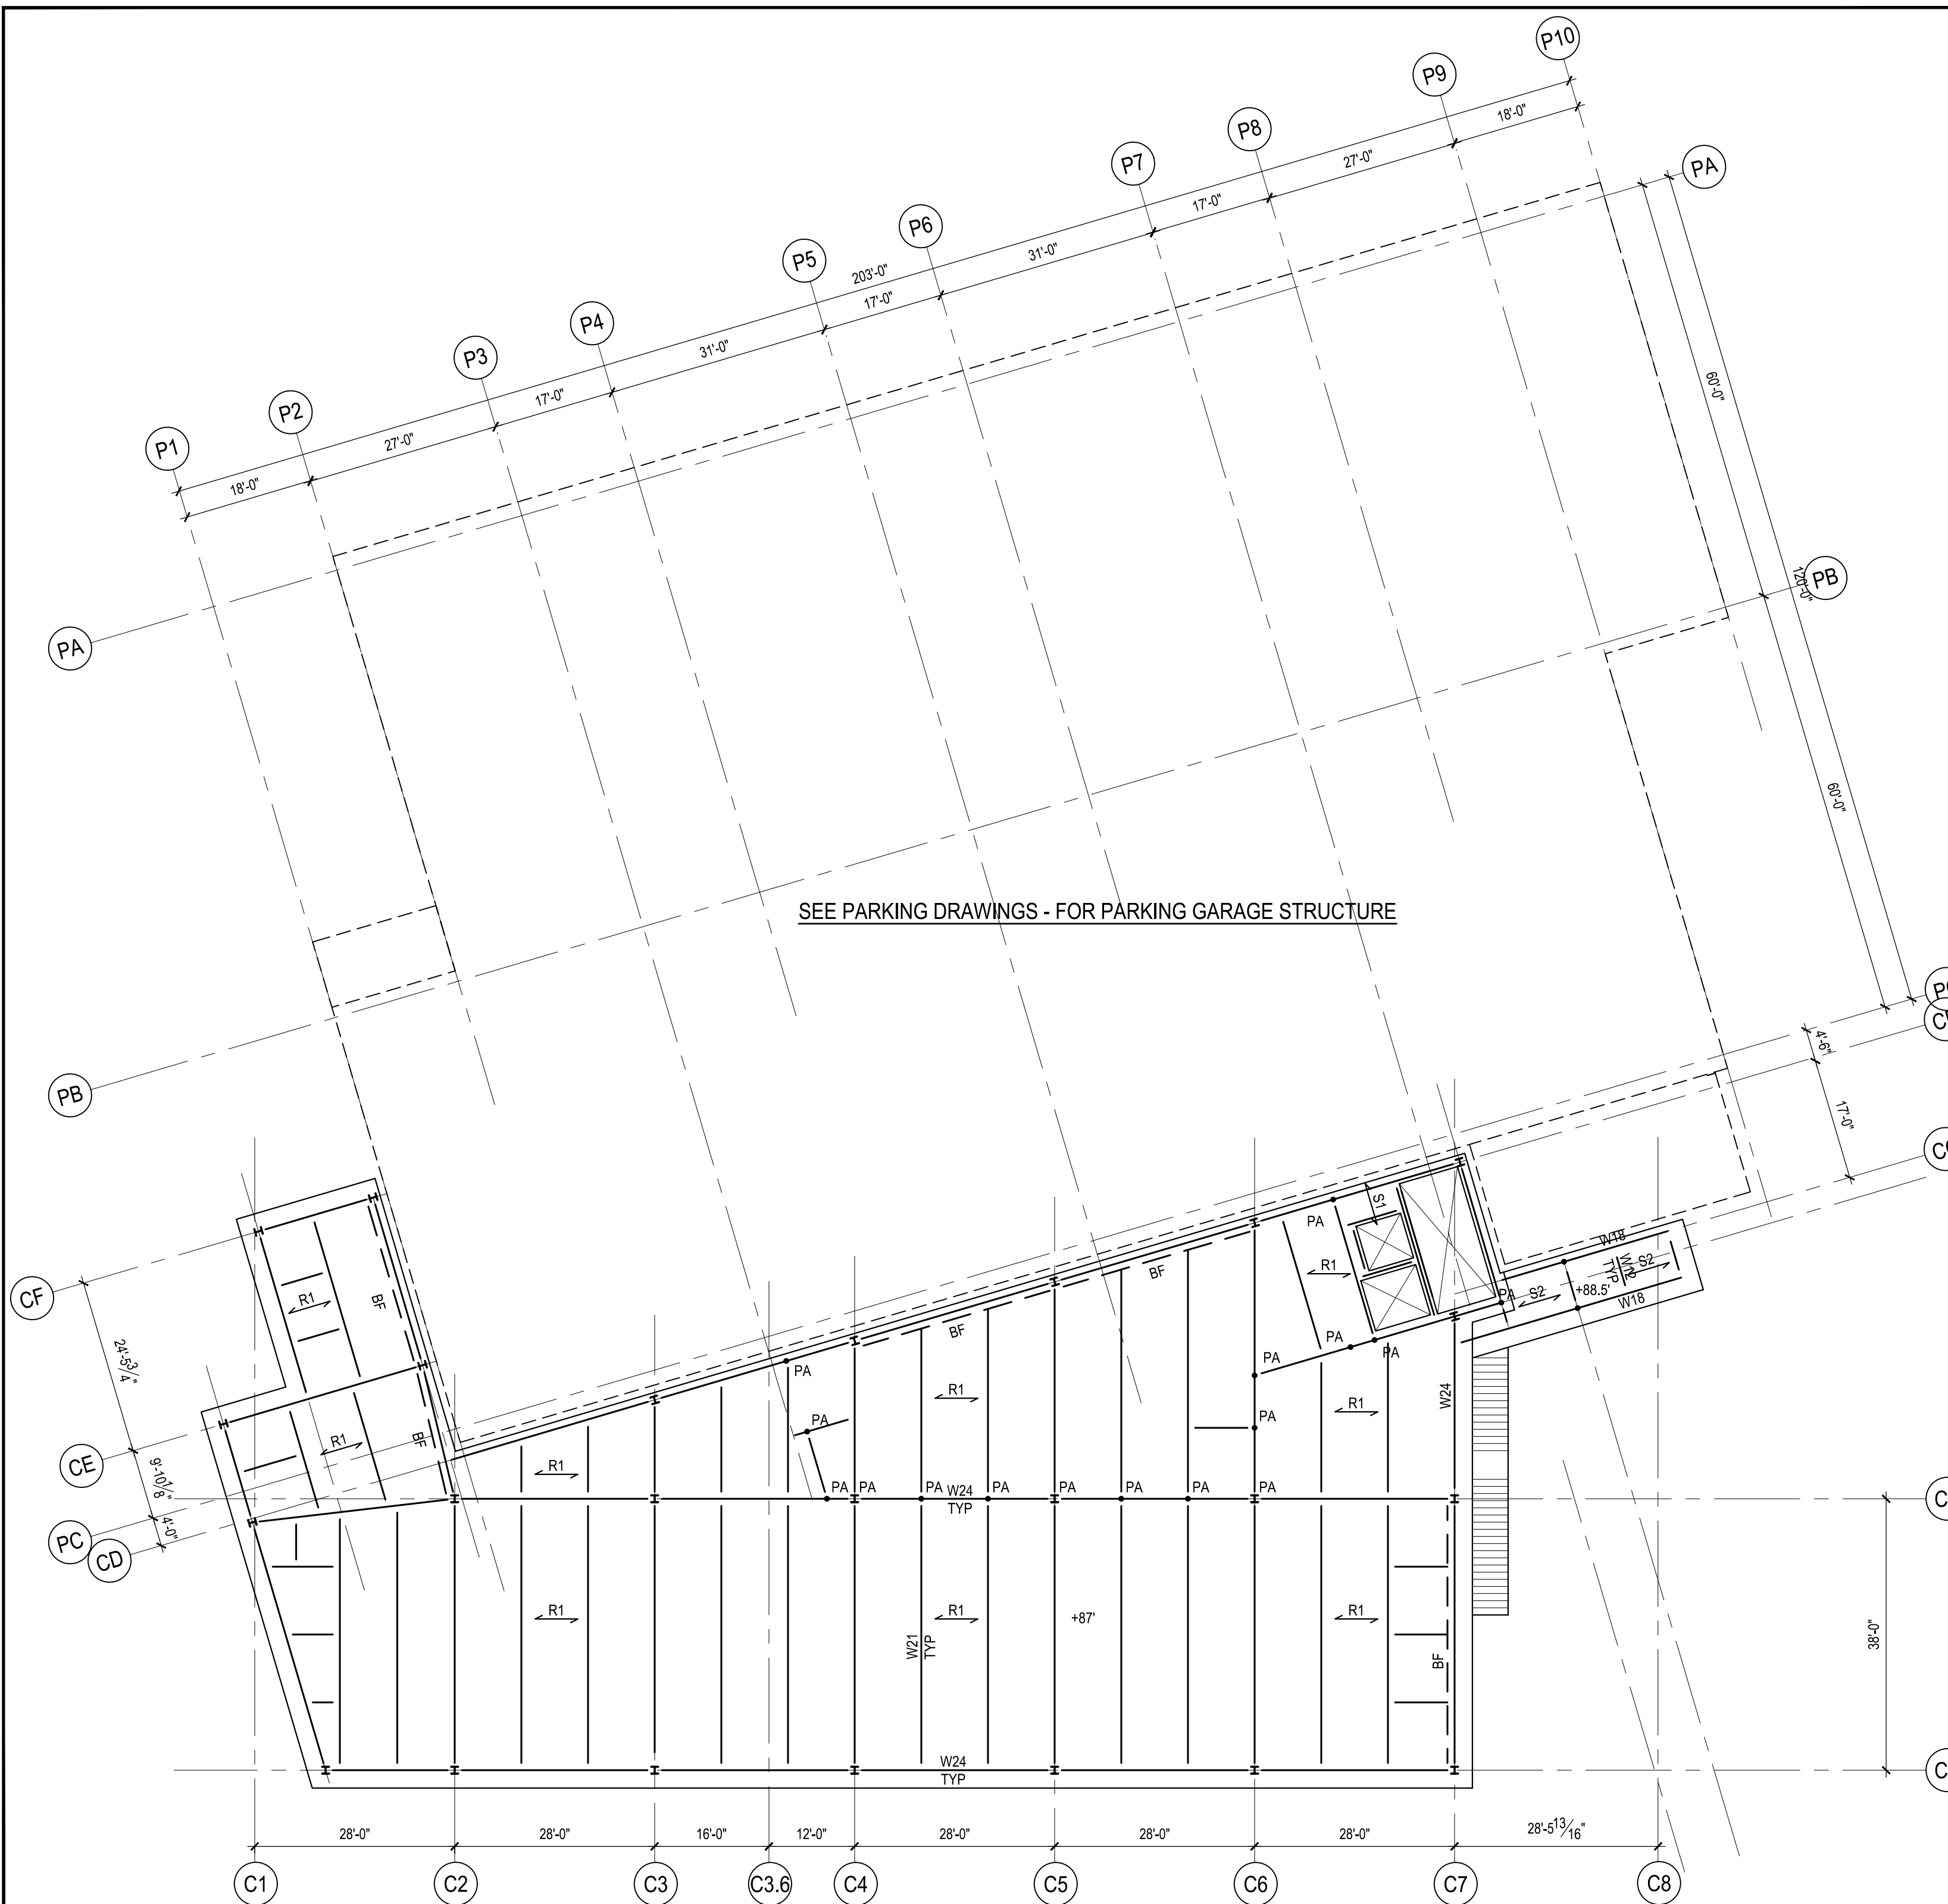 P10
P9
18'-0"
P8
27'-0"
P7
17'-0"
PA
P6
31'-0"
P5
203'-0"
17'-0"
P4
31'-0"
P3
17'-0"
P2
27'-0"
P1
18'-0"
60'-0"
PB
120'-0"
PA
60'-0"
SEE PARKING DRAWINGS - FOR PARKING GARAGE STRUCTURE
4'-6"
PB
17'-0"
S1
PA
W18
W12
TYP
S2
R1
BF
CF
R1
BF
S2
+88.5'
W18
PA
PA
PA
BF
24'-5 3/4"
PA
PA
R1
R1
W24
R1
PA
PA
BF
R1
CE
R1
9'-10 1/8"
PA
PA
PA
W24
TYP
PA
PA
PA
PA
PC
4'-0"
CD
R1
R1
+87'
R1
W21
TYP
BF
38'-0"
W24
TYP
28'-0"
28'-0"
16'-0"
12'-0"
28'-0"
28'-0"
28'-0"
28'-5 13/16"
C1
C2
C3
C3.6
C4
C5
C6
C7
C8